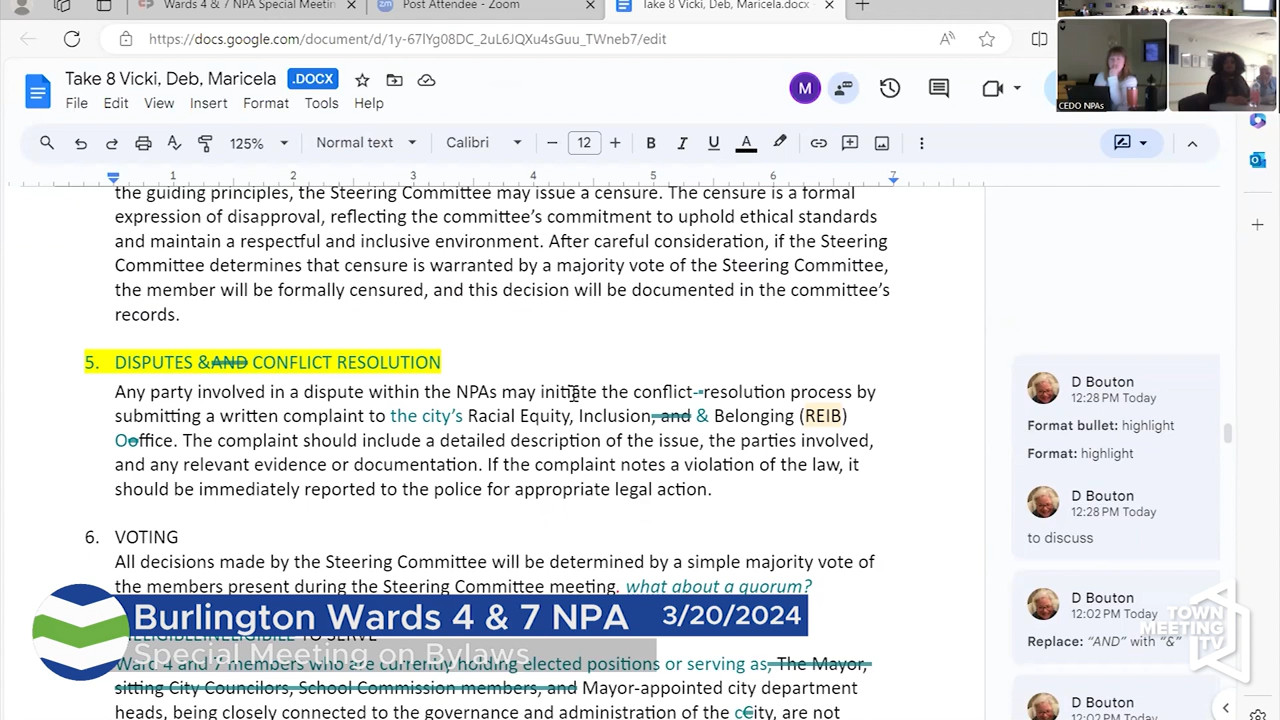 Wards 4 & 7 NPA Special Meetin
Post Attendee - Zoom
Take 8 Vicki, Deb, Maricela.docx
https://docs.google.com/document/d/1y-67lYg08DC_2uL6JQXu4sGuu_TWneb7/edit
Take 8 Vicki, Deb, Maricela .DOCX
File Edit View Insert Format Tools Help
M
125% Normal text Calibri 12 B I U A
CEDO NPAs
1 2 3 4 5 6 7
the guiding principles, the Steering Committee may issue a censure. The censure is a formal
expression of disapproval, reflecting the committee's commitment to uphold ethical standards
and maintain a respectful and inclusive environment. After careful consideration, if the Steering
Committee determines that censure is warranted by a majority vote of the Steering Committee,
the member will be formally censured, and this decision will be documented in the committee's
records.
5. DISPUTES &AND CONFLICT RESOLUTION
Any party involved in a dispute within the NPAs may initiate the conflict- resolution process by
submitting a written complaint to the city's Racial Equity, Inclusion, and & Belonging (REIB)
Ooffice. The complaint should include a detailed description of the issue, the parties involved,
and any relevant evidence or documentation. If the complaint notes a violation of the law, it
should be immediately reported to the police for appropriate legal action.
6. VOTING
All decisions made by the Steering Committee will be determined by a simple majority vote of
the members present during the Steering Committee meeting. what about a quorum?
TO SERVE
Ward 4 and 7 members who are currently holding elected positions or serving as, The Mayor,
sitting City Councilors, School Commission members, and Mayor-appointed city department
heads, being closely connected to the governance and administration of the cCity, are not
D Bouton
12:28 PM Today
Format bullet: highlight
Format: highlight
D Bouton
12:28 PM Today
to discuss
D Bouton
12:02 PM Today
Replace: "AND" with "&"
D Bouton
12:02 PM Today
Burlington Wards 4 & 7 NPA 3/20/2024
Special Meeting on Bylaws
TOWN
MEETING
TV